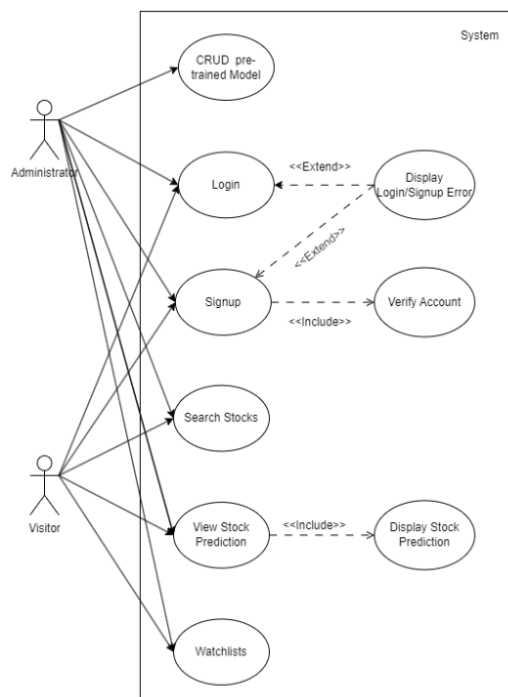 System
CRUD pre-
trained Model
Administrator
Login
<<Extend>>
Display
Login/Signup Error
<<Extend>>
Signup
<<Include>>
Verify Account
Search Stocks
Visitor
View Stock
Prediction
<<Include>>
Display Stock
Prediction
Watchlists